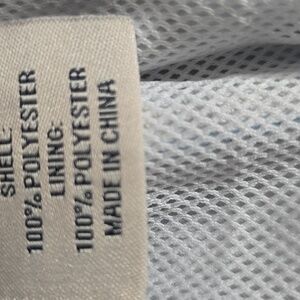 SHELL:
100% POLYESTER
LINING:
100% POLYESTER
MADE IN CHINA